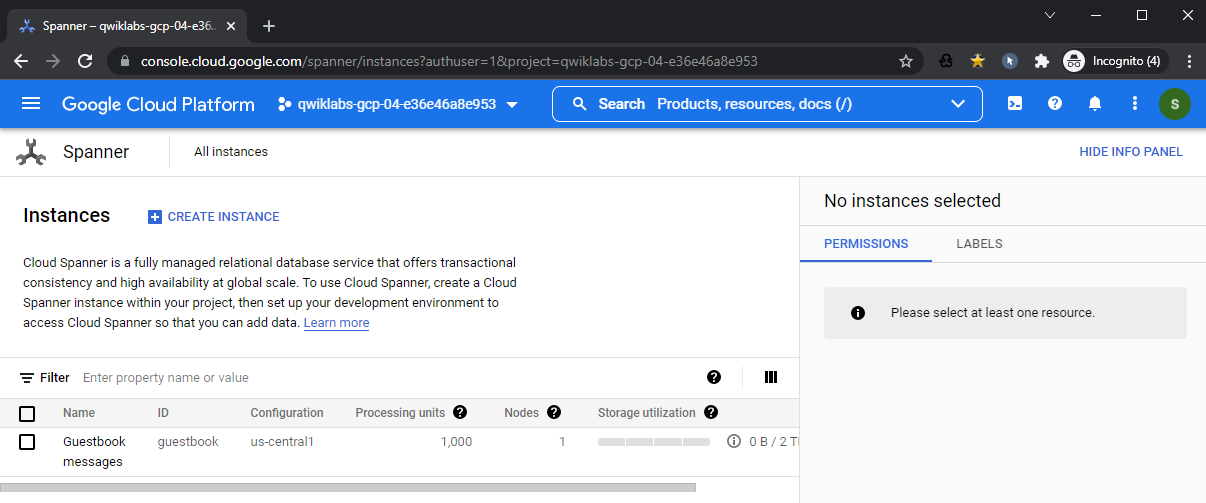 Spanner – qwiklabs-gcp-04-e36...
console.cloud.google.com/spanner/instances?authuser=1&project=qwiklabs-gcp-04-e36e46a8e953
Incognito (4)
Google Cloud Platform
qwiklabs-gcp-04-e36e46a8e953
Search Products, resources, docs (/)
S
Spanner
All instances
HIDE INFO PANEL
Instances
CREATE INSTANCE
Cloud Spanner is a fully managed relational database service that offers transactional
consistency and high availability at global scale. To use Cloud Spanner, create a Cloud
Spanner instance within your project, then set up your development environment to
access Cloud Spanner so that you can add data. Learn more
Filter Enter property name or value
Name ID Configuration Processing units Nodes Storage utilization
Guestbook guestbook us-central1 1,000 1 0 B / 2
messages
No instances selected
PERMISSIONS LABELS
Please select at least one resource.